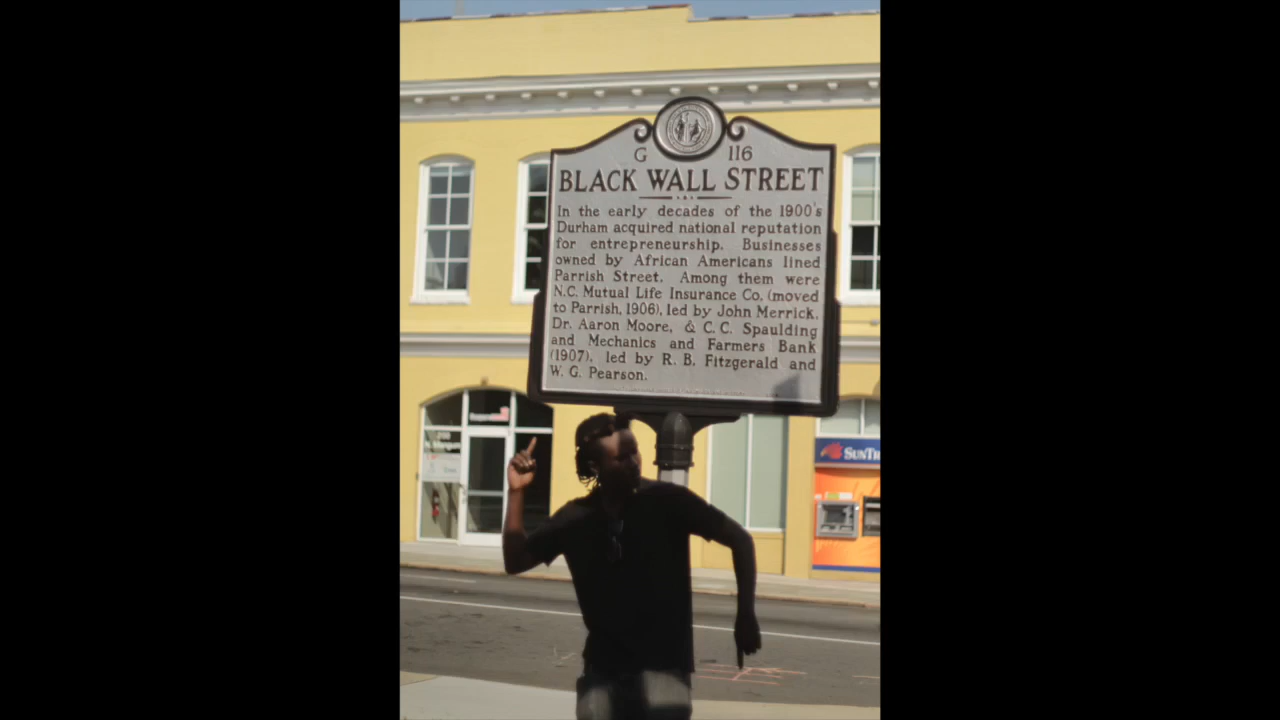 G 116
BLACK WALL STREET
In the early decades of the 1900's
Durham acquired national reputation
for entrepreneurship. Businesses
owned by African Americans lined
Parrish Street. Among them were
N.C. Mutual Life Insurance Co. (moved
to Parrish, 1906), led by John Merrick,
Dr. Aaron Moore, & C. C. Spaulding
and Mechanics and Farmers Bank
(1907), led by R. B. Fitzgerald and
W. G. Pearson.
SUNTR